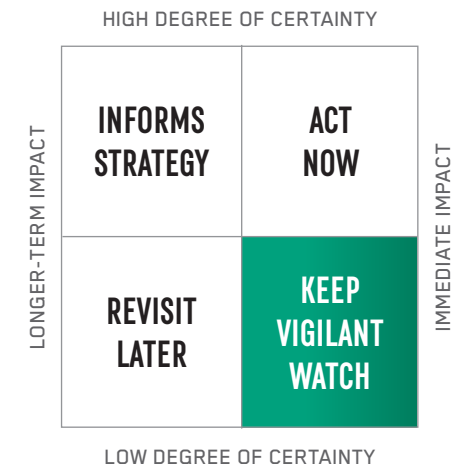 HIGH DEGREE OF CERTAINTY
LONGER-TERM IMPACT
INFORMS
STRATEGY
ACT
NOW
IMMEDIATE IMPACT
REVISIT
LATER
KEEP
VIGILANT
WATCH
LOW DEGREE OF CERTAINTY